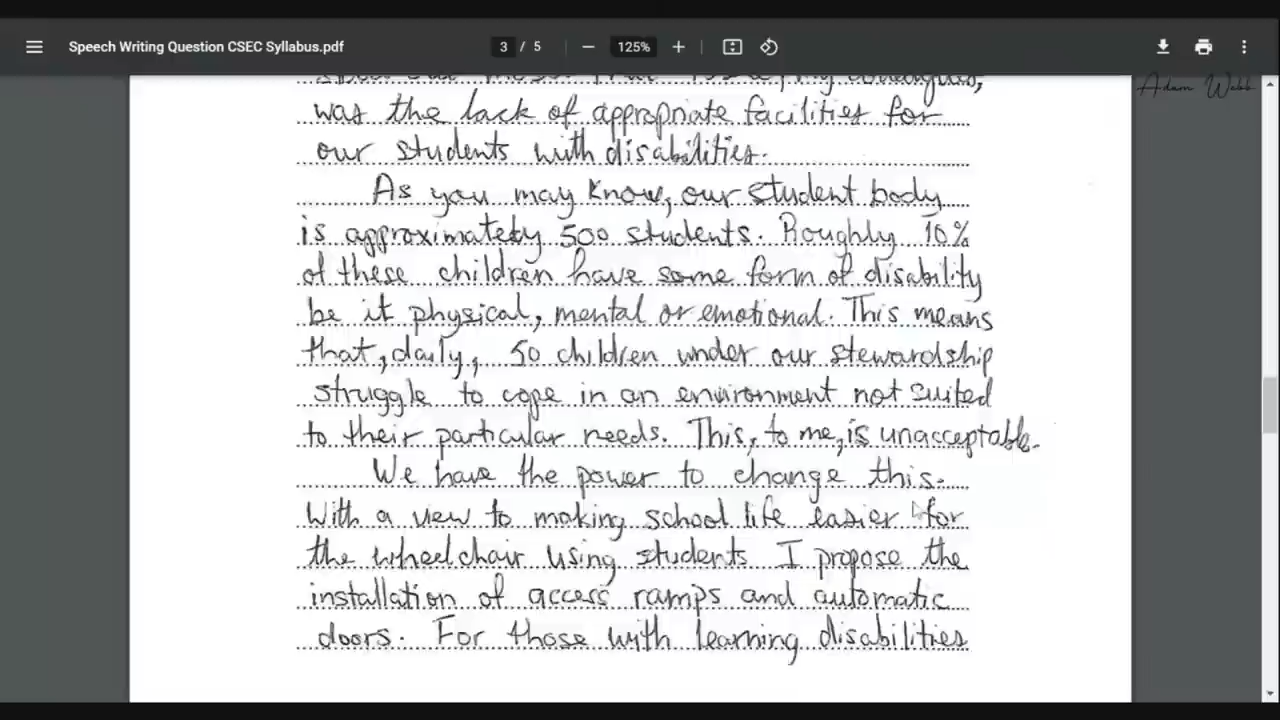 Speech Writing Question CSEC Syllabus.pdf
3 / 5
125%
Adam Webb
was the lack of appropriate facilities for
our students with disabilities.
As you may know, our student body
is approximately 500 students. Roughly 10%
of these children have some form of disability
be it physical, mental or emotional. This means
that, daily, 50 children under our stewardship
struggle to cope in an environment not suited
to their particular needs. This, to me, is unacceptable.
We have the power to change this.
With a view to making school life easier for
the wheelchair using students I propose the
installation of access ramps and automatic
doors. For those with learning disabilities